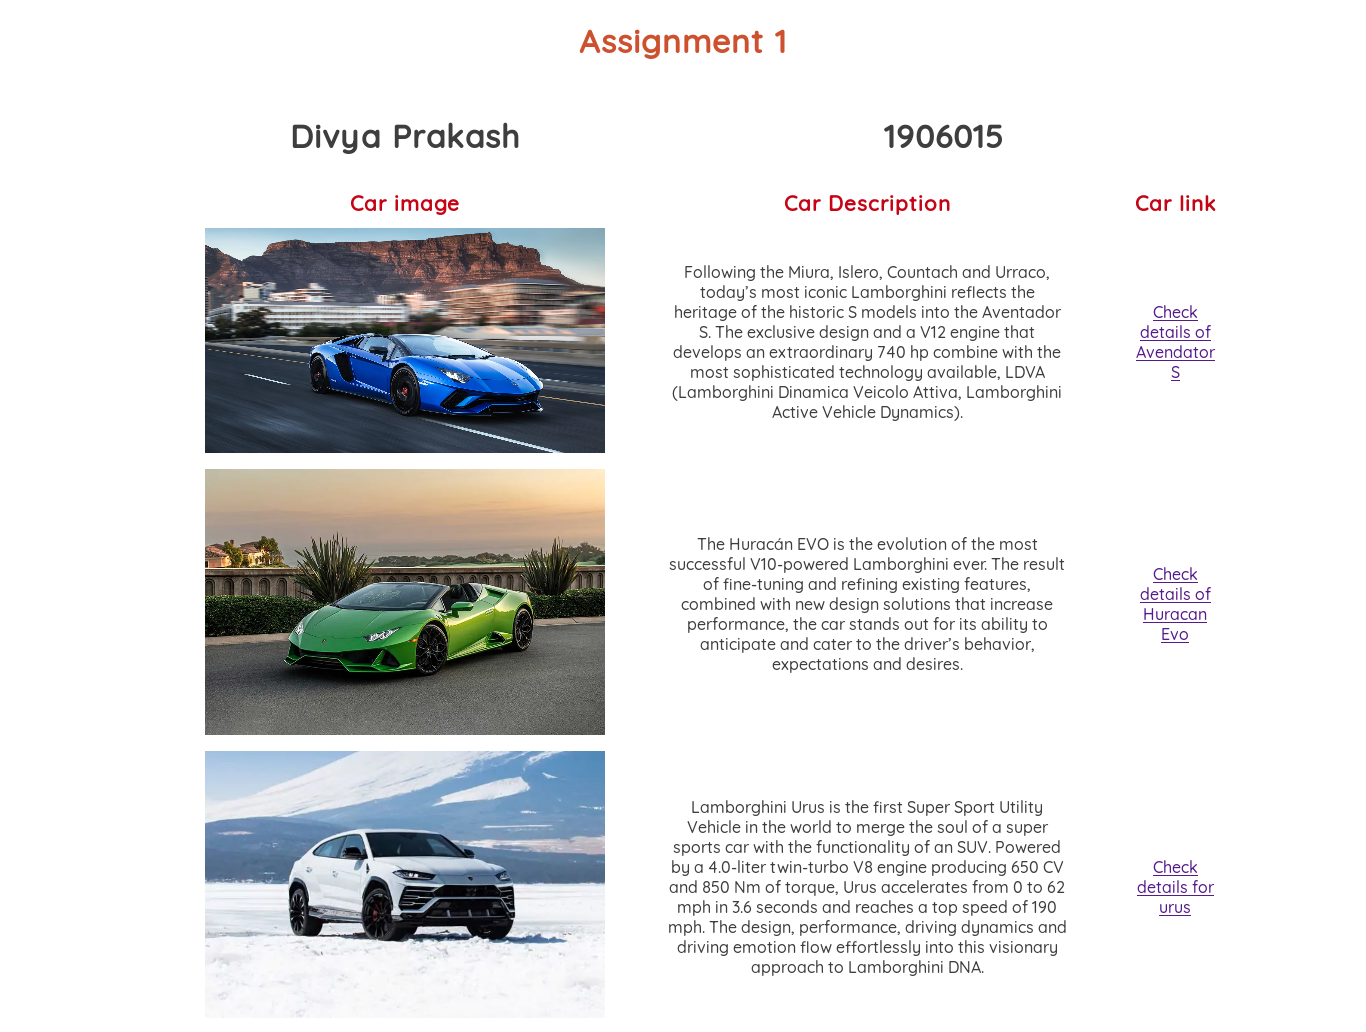 Assignment 1
Divya Prakash 1906015
Car image Car Description Car link
Following the Miura, Islero, Countach and Urraco,
today’s most iconic Lamborghini reflects the
heritage of the historic S models into the Aventador
S. The exclusive design and a V12 engine that
develops an extraordinary 740 hp combine with the
most sophisticated technology available, LDVA
(Lamborghini Dinamica Veicolo Attiva, Lamborghini
Active Vehicle Dynamics).
Check
details of
Avendator
S
The Huracán EVO is the evolution of the most
successful V10-powered Lamborghini ever. The result
of fine-tuning and refining existing features,
combined with new design solutions that increase
performance, the car stands out for its ability to
anticipate and cater to the driver’s behavior,
expectations and desires.
Check
details of
Huracan
Evo
Lamborghini Urus is the first Super Sport Utility
Vehicle in the world to merge the soul of a super
sports car with the functionality of an SUV. Powered
by a 4.0-liter twin-turbo V8 engine producing 650 CV
and 850 Nm of torque, Urus accelerates from 0 to 62
mph in 3.6 seconds and reaches a top speed of 190
mph. The design, performance, driving dynamics and
driving emotion flow effortlessly into this visionary
approach to Lamborghini DNA.
Check
details for
urus